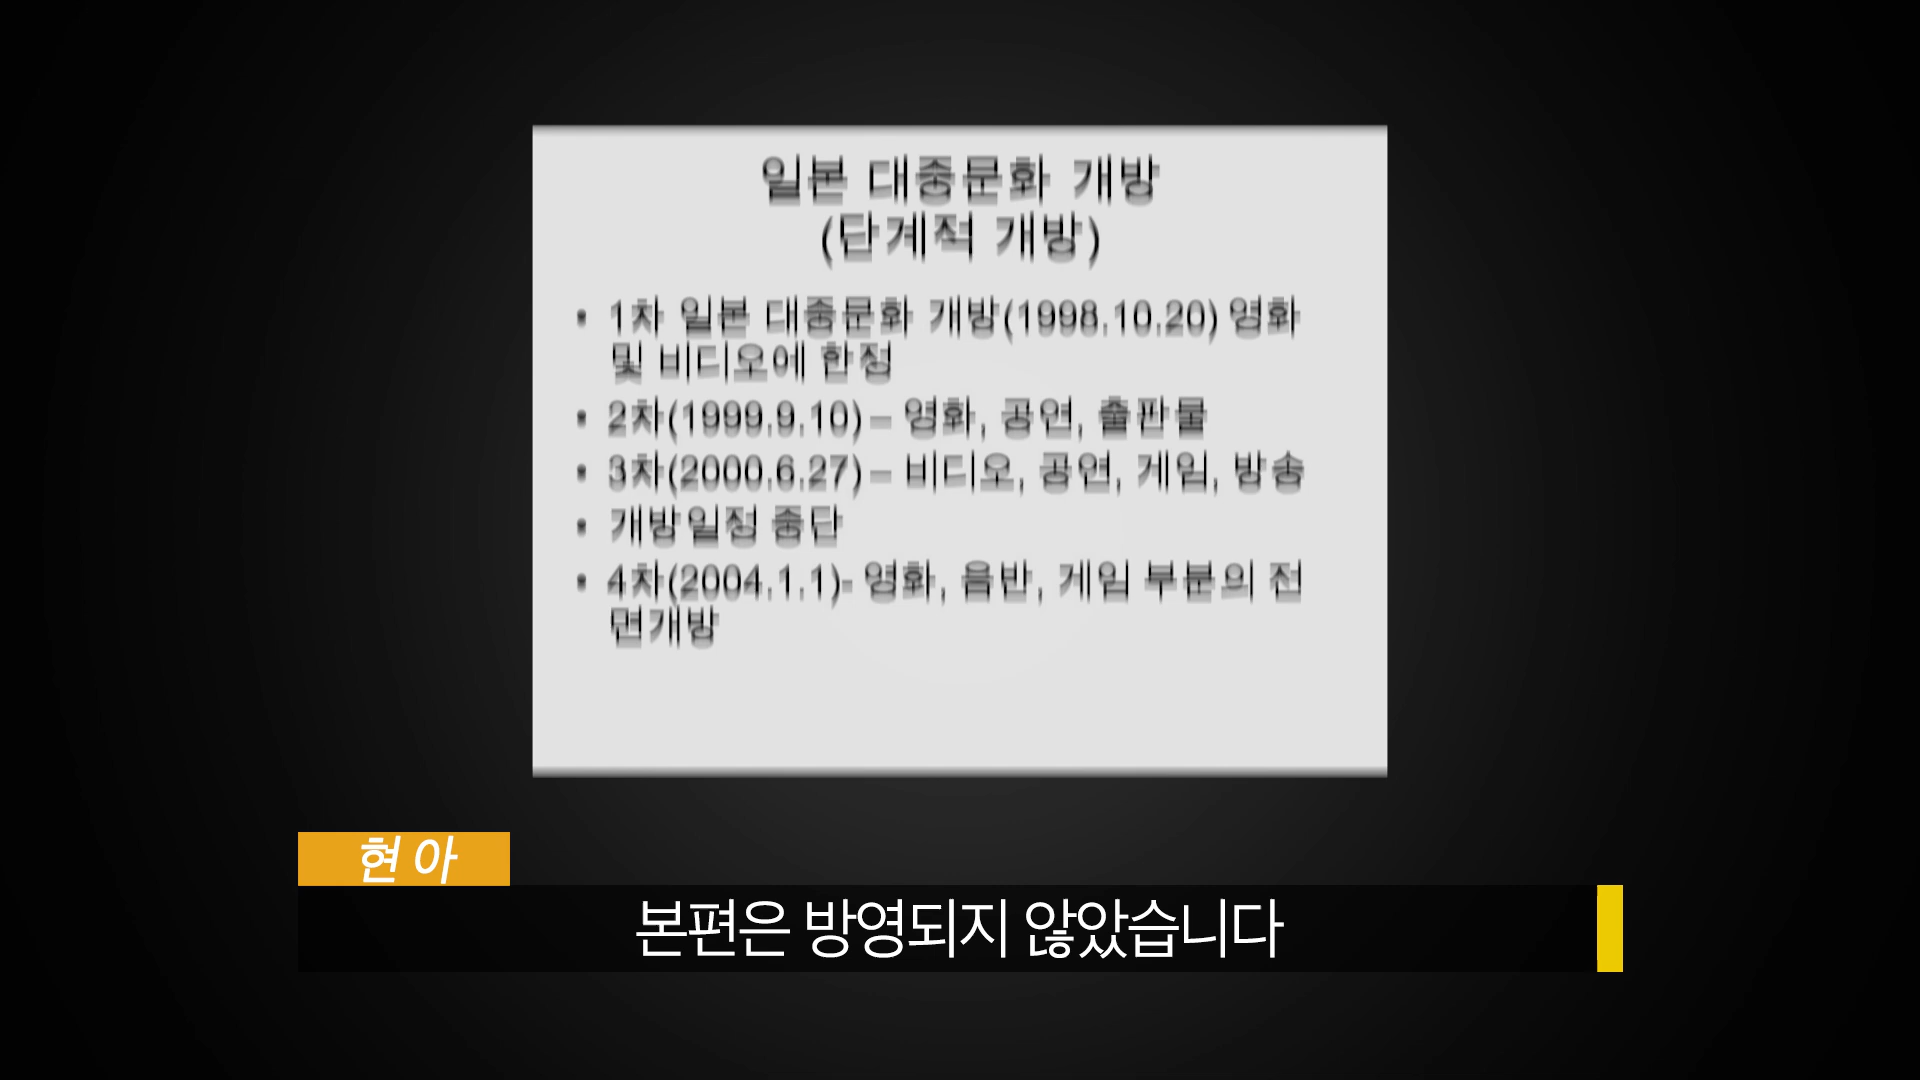 일본 대중문화 개방
(단계적 개방)
• 1차 일본 대중문화 개방(1998.10.20) 영화
및 비디오에 한정
• 2차(1999.9.10) – 영화, 공연, 출판물
• 3차(2000.6.27) – 비디오, 공연, 게임, 방송
• 개방일정 중단
• 4차(2004.1.1)- 영화, 음반, 게임 부분의 전
면개방
현아
본편은 방영되지 않았습니다